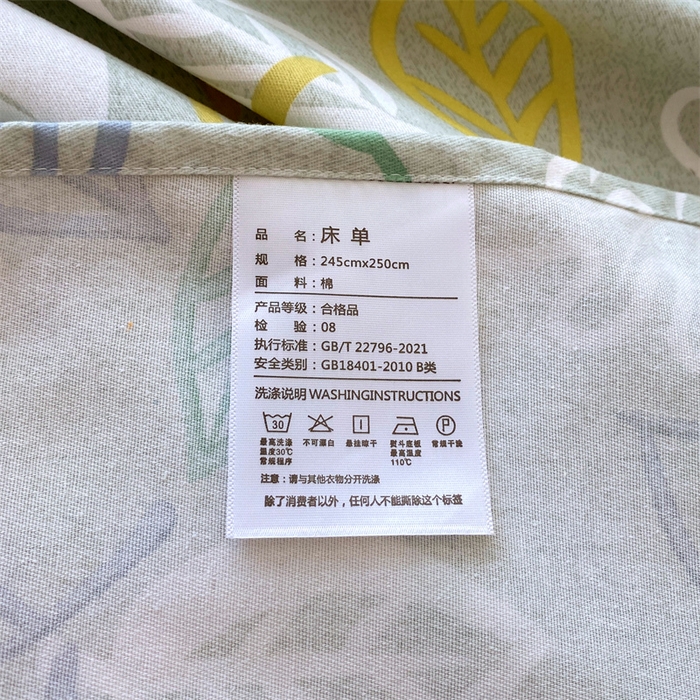 品 名：床 单
规 格：245cmx250cm
面 料：棉
产品等级：合格品
检 验：08
执行标准：GB/T 22796-2021
安全类别：GB18401-2010 B类
洗涤说明 WASHINGINSTRUCTIONS
30 P
最高洗涤 不可漂白 悬挂晾干 熨斗底板 常规干洗
温度30℃ 最高温度
常规程序 110℃
注意：请与其他衣物分开洗涤
除了消费者以外，任何人不能撕除这个标签